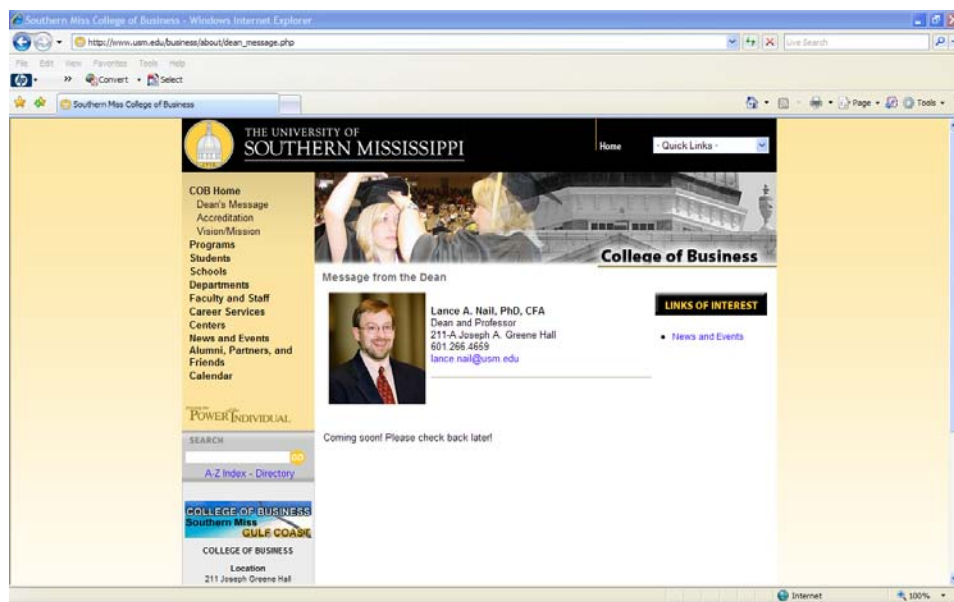 Southern Miss College of Business - Windows Internet Explorer
http://www.usm.edu/business/about/dean_message.php
Live Search
File Edit View Favorites Tools Help
Convert Select
Southern Miss College of Business
Page Tools
THE UNIVERSITY OF
SOUTHERN MISSISSIPPI
Home
- Quick Links -
COB Home
Dean's Message
Accreditation
Vision/Mission
Programs
Students
Schools
Departments
Faculty and Staff
Career Services
Centers
News and Events
Alumni, Partners, and
Friends
Calendar
POWER of the INDIVIDUAL
SEARCH
GO
A-Z Index - Directory
COLLEGE OF BUSINESS
Southern Miss
GULF COAST
COLLEGE OF BUSINESS
Location
211 Joseph Greene Hall
College of Business
Message from the Dean
Lance A. Nail, PhD, CFA
Dean and Professor
211-A Joseph A. Greene Hall
601.266.4659
lance.nail@usm.edu
Coming soon! Please check back later!
LINKS OF INTEREST
News and Events
Internet
100%